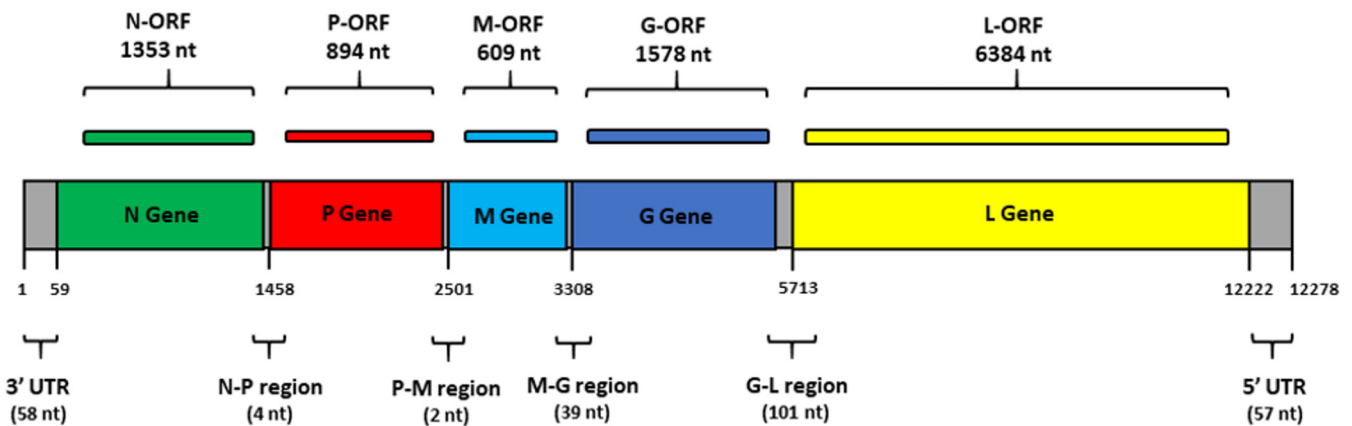 N-ORF P-ORF M-ORF G-ORF L-ORF
1353 nt 894 nt 609 nt 1578 nt 6384 nt
N Gene P Gene M Gene G Gene L Gene
1 59 1458 2501 3308 5713 12222 12278
3’ UTR N-P region P-M region M-G region G-L region 5’ UTR
(58 nt) (4 nt) (2 nt) (39 nt) (101 nt) (57 nt)